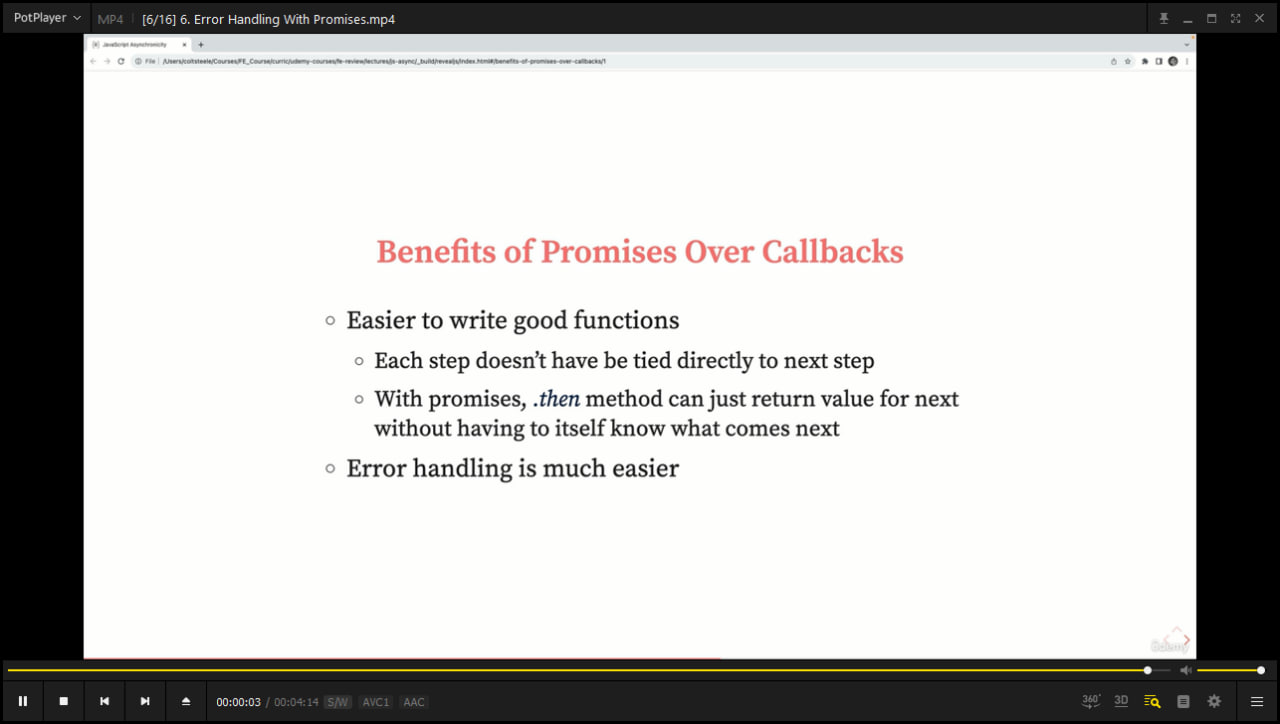 PotPlayer MP4 [6/16] 6. Error Handling With Promises.mp4
JavaScript Asynchronicity
File /Users/coltsteele/Courses/FE_Course/curric/udemy-courses/fe-review/lectures/js-async/_build/revealjs/index.html#/benefits-of-promises-over-callbacks/1
Benefits of Promises Over Callbacks
Easier to write good functions
Each step doesn’t have be tied directly to next step
With promises, .then method can just return value for next
without having to itself know what comes next
Error handling is much easier
Udemy
00:00:03 / 00:04:14 S/W AVC1 AAC 360° 3D